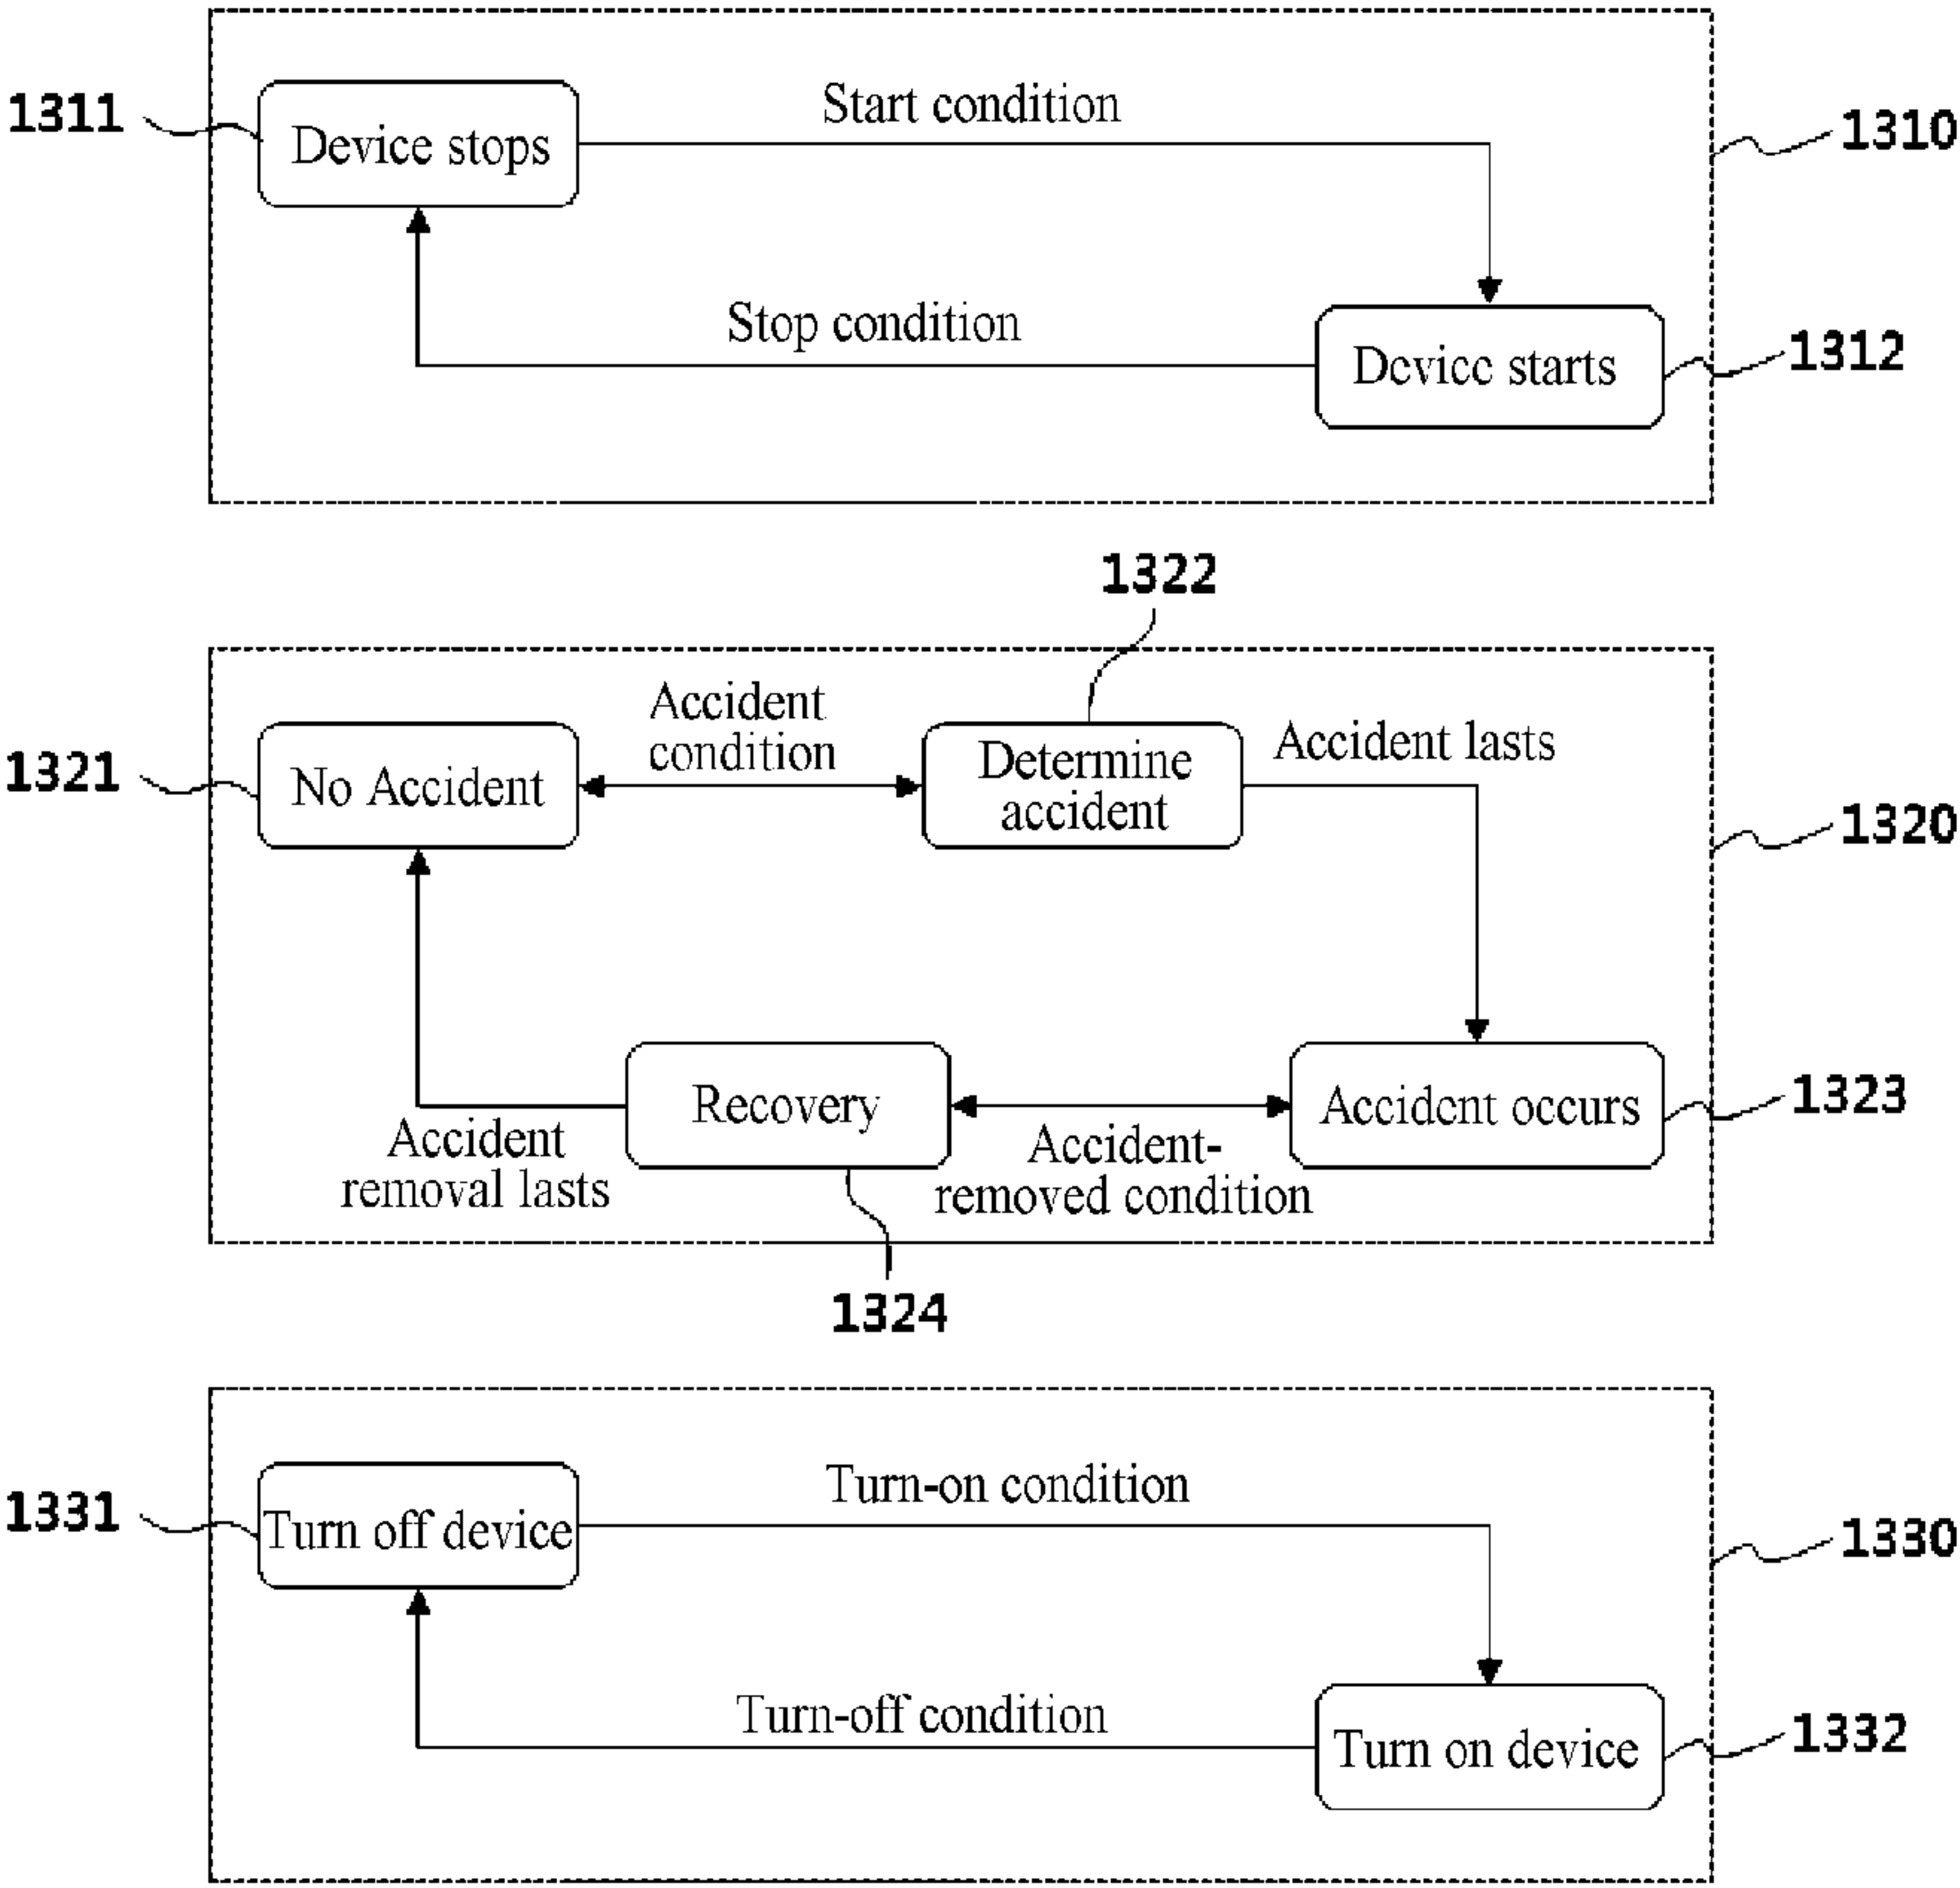 1311
Device stops
Start condition
1310
Stop condition
Device starts
1312
1322
1321
No Accident
Accident
condition
Determine
accident
Accident lasts
1320
Accident
removal lasts
Recovery
Accident-
removed condition
Accident occurs
1323
1324
1331
Turn off device
Turn-on condition
1330
Turn-off condition
Turn on device
1332